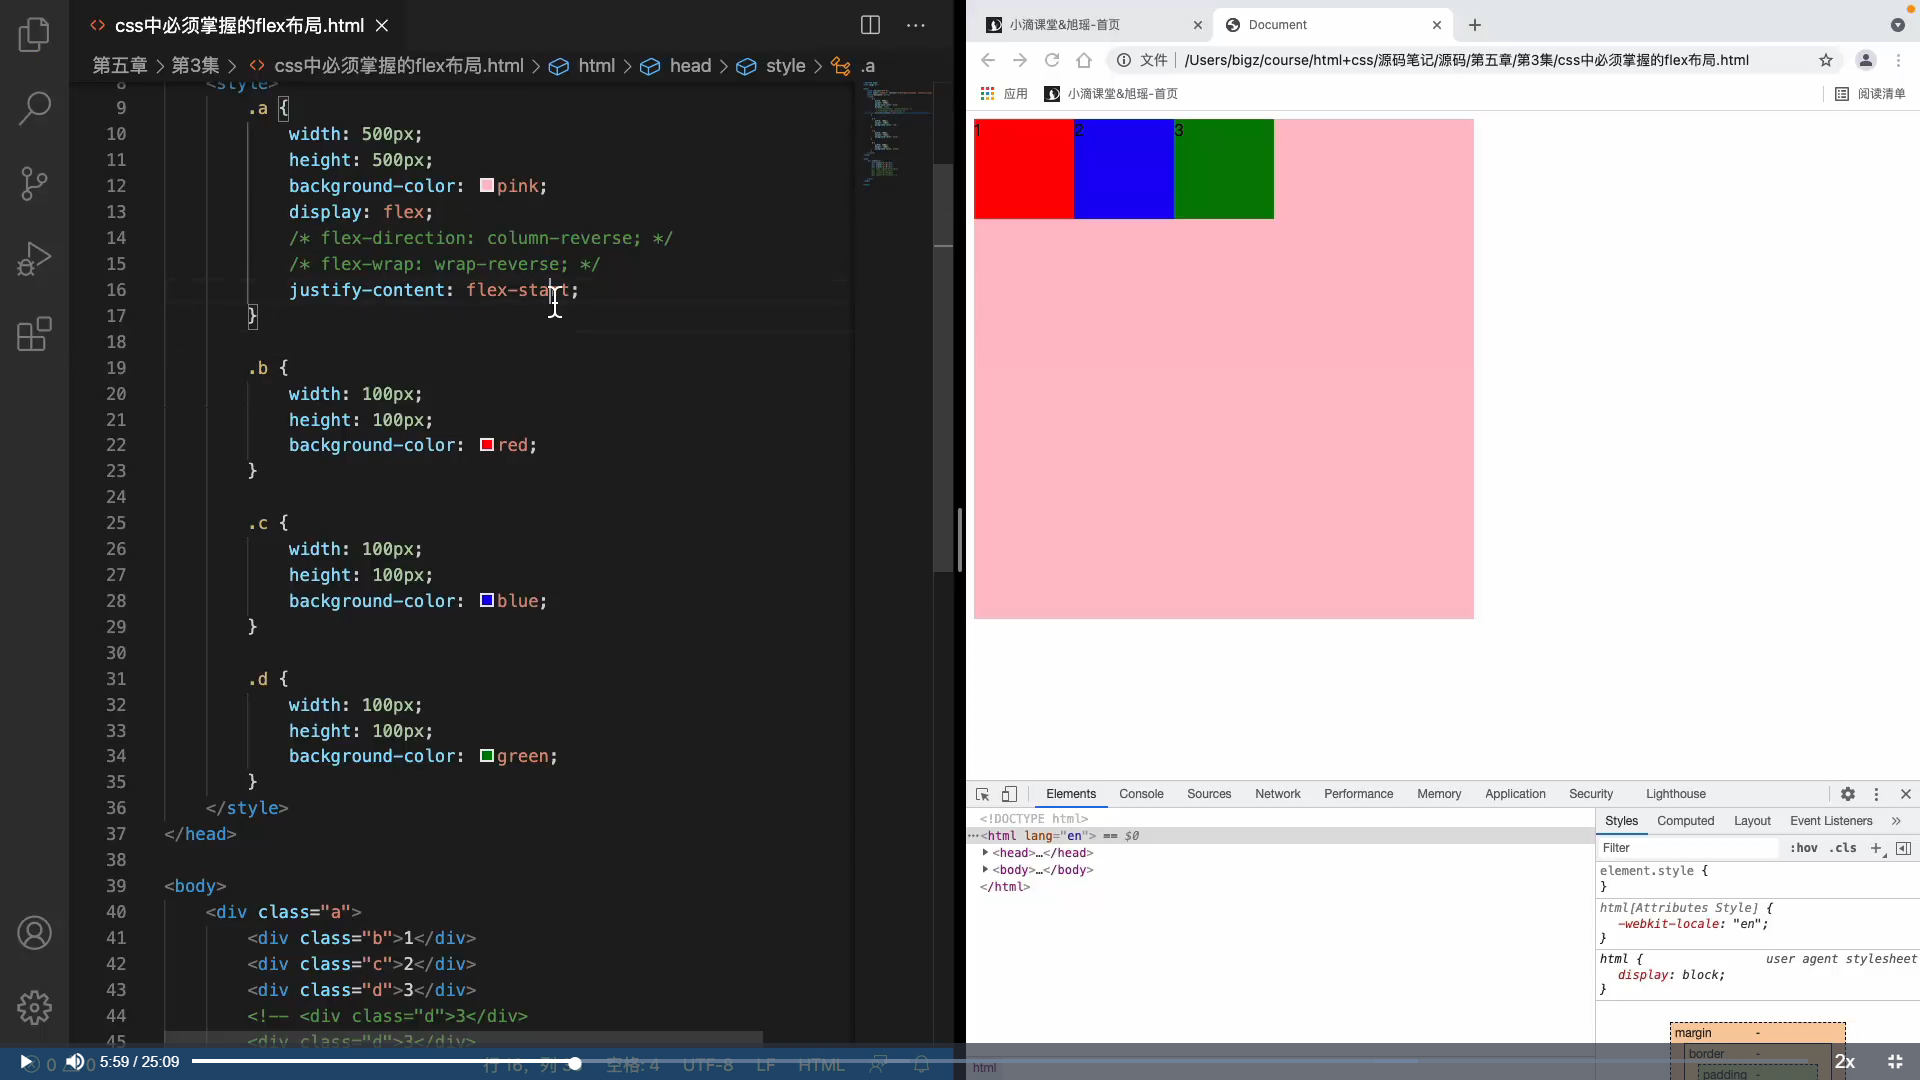 css中必须掌握的flex布局.html
第五章 > 第3集 > css中必须掌握的flex布局.html > html > head > style > .a
8 <style>
9 .a {
10 width: 500px;
11 height: 500px;
12 background-color: pink;
13 display: flex;
14 /* flex-direction: column-reverse; */
15 /* flex-wrap: wrap-reverse; */
16 justify-content: flex-start;
17 }
18
19 .b {
20 width: 100px;
21 height: 100px;
22 background-color: red;
23 }
24
25 .c {
26 width: 100px;
27 height: 100px;
28 background-color: blue;
29 }
30
31 .d {
32 width: 100px;
33 height: 100px;
34 background-color: green;
35 }
36 </style>
37 </head>
38
39 <body>
40 <div class="a">
41 <div class="b">1</div>
42 <div class="c">2</div>
43 <div class="d">3</div>
44 <!-- <div class="d">3</div>
45 <div class="d">3</div>
0 0 5:59 / 25:09 空格: 4 UTF-8 LF HTML
小滴课堂&旭瑶-首页 Document
文件 | /Users/bigz/course/html+css/源码笔记/源码/第五章/第3集/css中必须掌握的flex布局.html
应用 小滴课堂&旭瑶-首页 阅读清单
1 2 3
Elements Console Sources Network Performance Memory Application Security Lighthouse
<!DOCTYPE html>
<html lang="en"> == $0
<head>…</head>
<body>…</body>
</html>
html
Styles Computed Layout Event Listeners »
Filter :hov .cls +
element.style {
}
html[Attributes Style] {
-webkit-locale: "en";
}
html { user agent stylesheet
display: block;
}
margin -
border -
padding -
2x